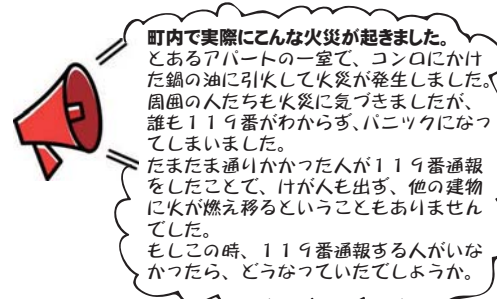 町内で実際にこんな火災が起きました。
とあるアパートの一室で、コンロにかけ
た鍋の油に引火して火災が発生しました。
周囲の人たちも火災に気づきましたが、
誰も１１９番がわからず、パニックになっ
てしまいました。
たまたま通りかかった人が１１９番通報
をしたことで、けが人も出ず、他の建物
に火が燃え移るということもありません
でした。
もしこの時、１１９番通報する人がいな
かったら、どうなっていたでしょうか。